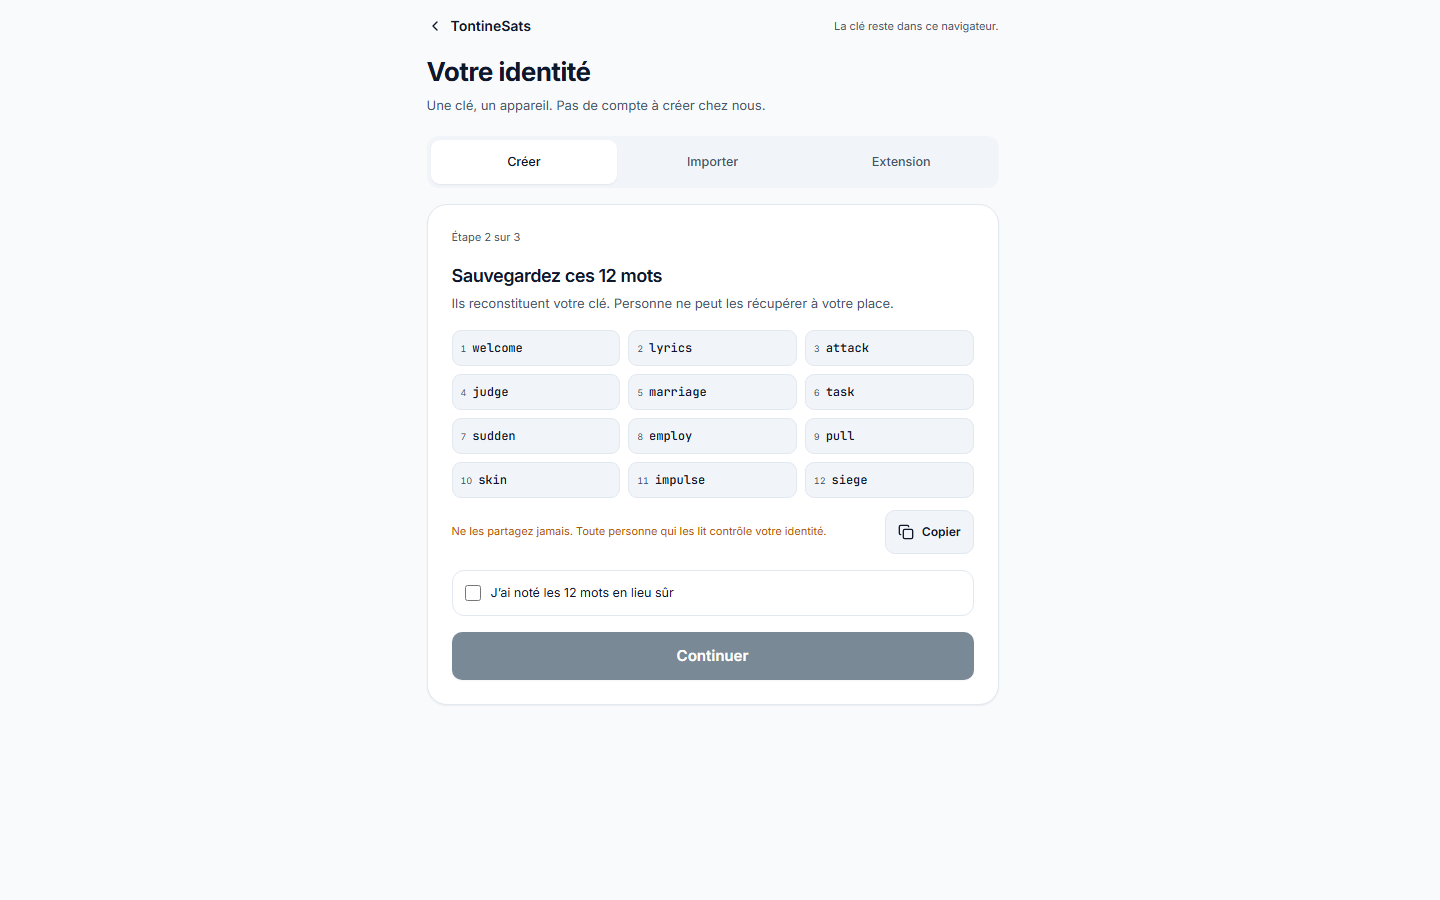 TontineSats
La clé reste dans ce navigateur.
Votre identité
Une clé, un appareil. Pas de compte à créer chez nous.
Créer
Importer
Extension
Étape 2 sur 3
Sauvegardez ces 12 mots
Ils reconstituent votre clé. Personne ne peut les récupérer à votre place.
1 welcome
2 lyrics
3 attack
4 judge
5 marriage
6 task
7 sudden
8 employ
9 pull
10 skin
11 impulse
12 siege
Ne les partagez jamais. Toute personne qui les lit contrôle votre identité.
Copier
J’ai noté les 12 mots en lieu sûr
Continuer